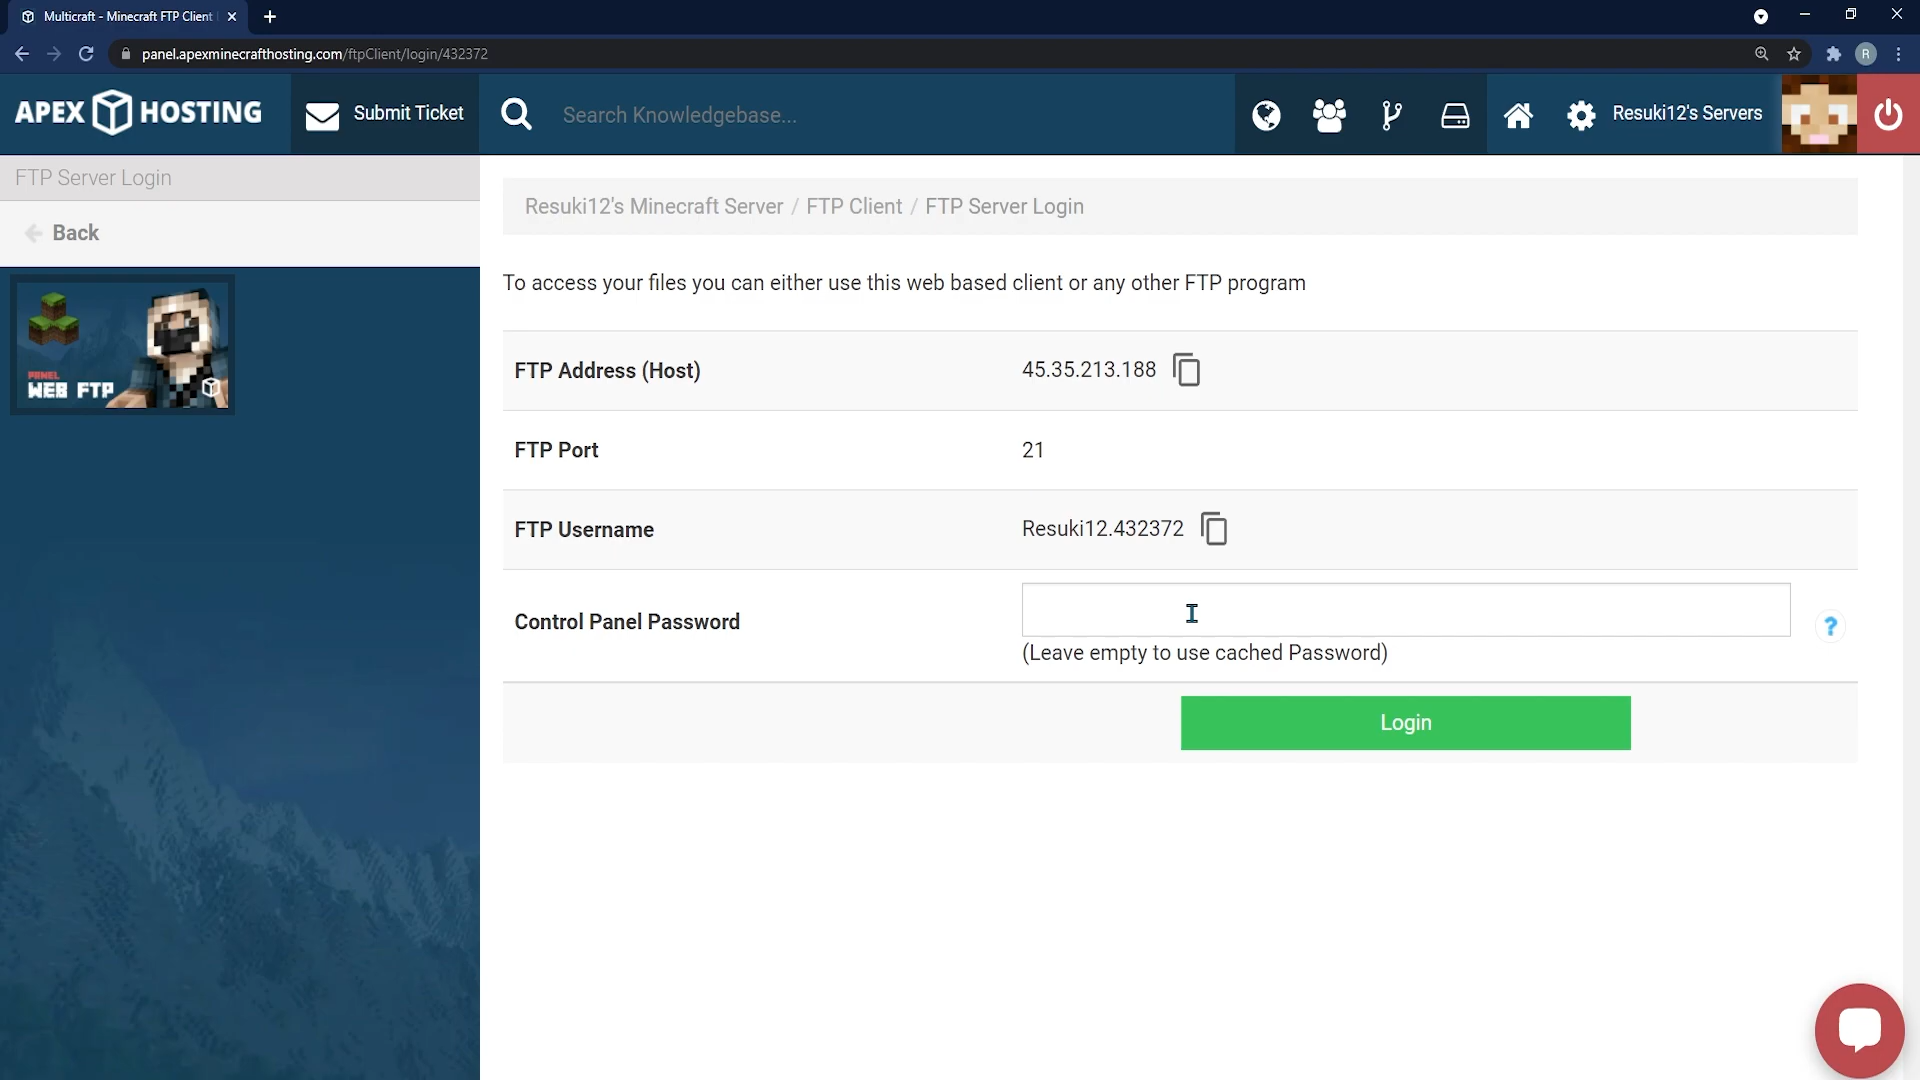 Multicraft - Minecraft FTP Client
panel.apexminecrafthosting.com/ftpClient/login/432372
R
APEX HOSTING
Submit Ticket
Search Knowledgebase...
Resuki12's Servers
FTP Server Login
Back
PANEL
WEB FTP
Resuki12's Minecraft Server / FTP Client / FTP Server Login
To access your files you can either use this web based client or any other FTP program
FTP Address (Host) 45.35.213.188
FTP Port 21
FTP Username Resuki12.432372
Control Panel Password
?
(Leave empty to use cached Password)
Login